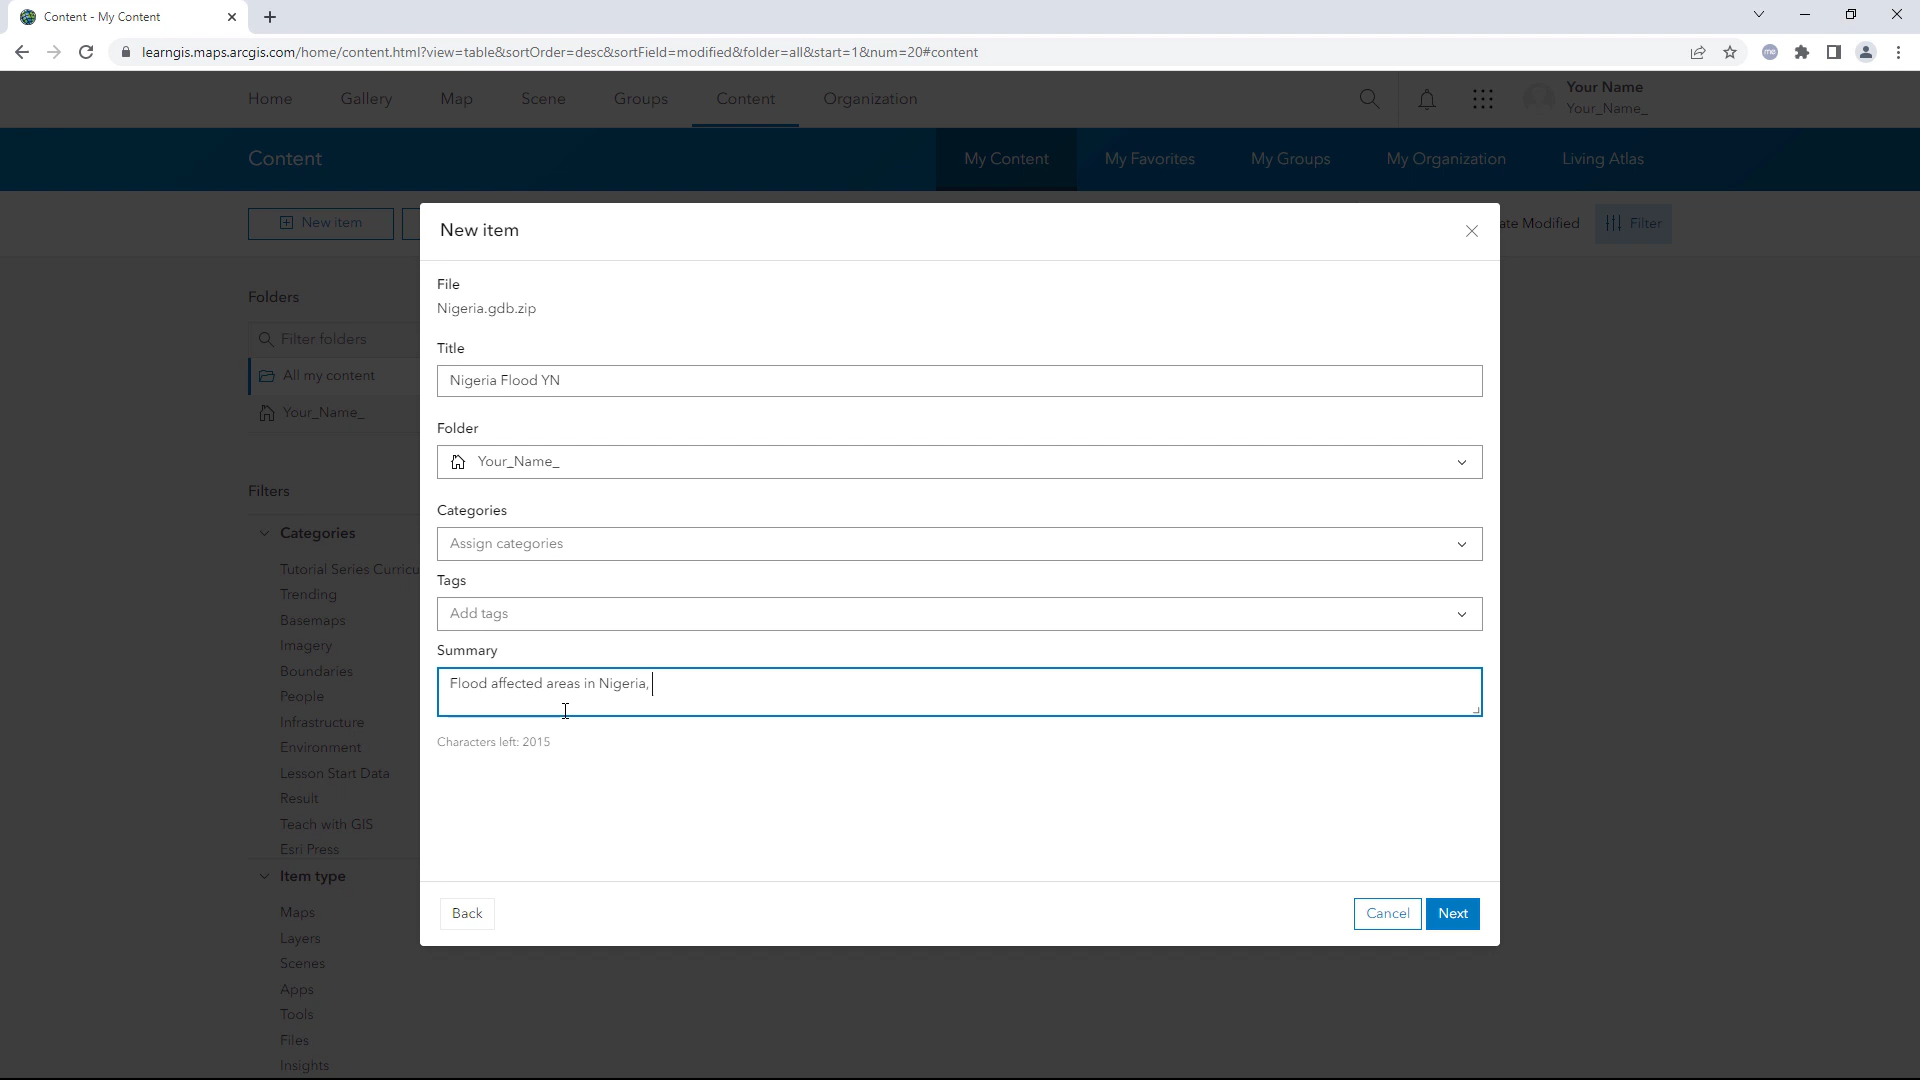 Content - My Content
learngis.maps.arcgis.com/home/content.html?view=table&sortOrder=desc&sortField=modified&folder=all&start=1&num=20#content
me
Home Gallery Map Scene Groups Content Organization
Your Name
Your_Name_
Content
My Content My Favorites My Groups My Organization Living Atlas
New item
ate Modified
Filter
New item
Folders
Filter folders
All my content
Your_Name_
Filters
Categories
Tutorial Series Curricu
Trending
Basemaps
Imagery
Boundaries
People
Infrastructure
Environment
Lesson Start Data
Result
Teach with GIS
Esri Press
Item type
Maps
Layers
Scenes
Apps
Tools
Files
Insights
File
Nigeria.gdb.zip
Title
Nigeria Flood YN
Folder
Your_Name_
Categories
Assign categories
Tags
Add tags
Summary
Flood affected areas in Nigeria,
Characters left: 2015
Back
Cancel
Next